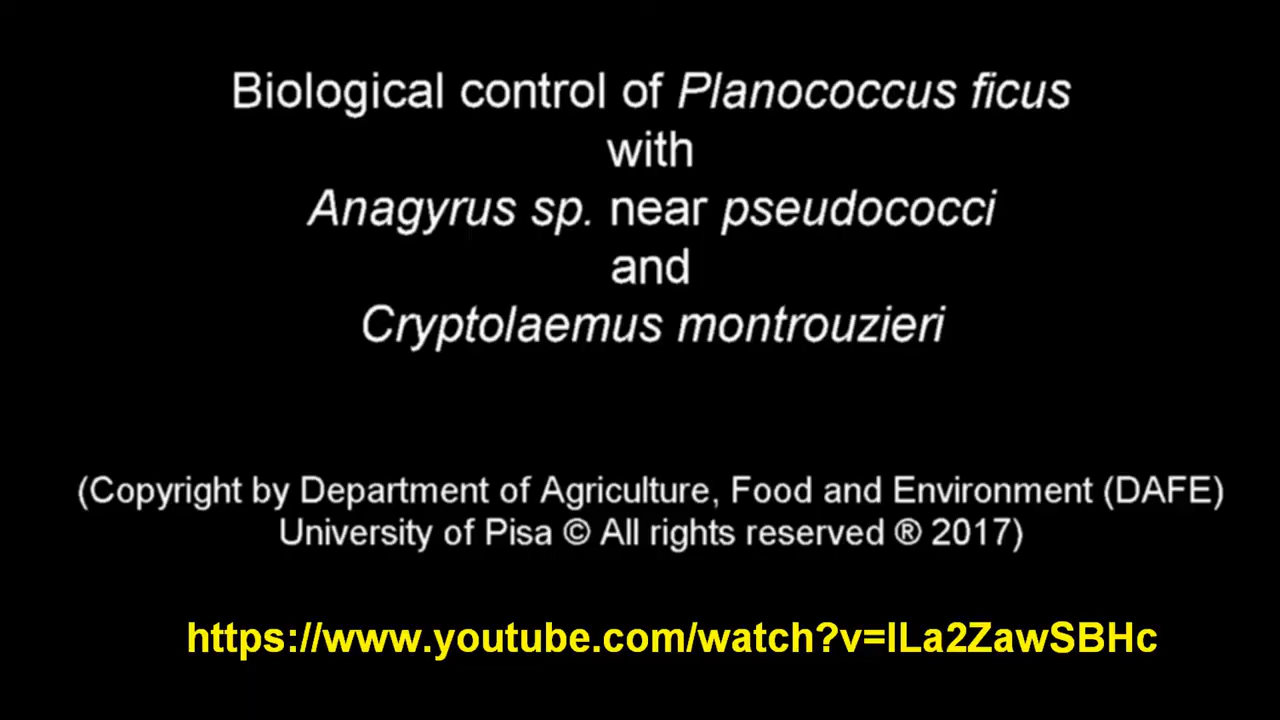 Biological control of Planococcus ficus
with
Anagyrus sp. near pseudococci
and
Cryptolaemus montrouzieri
(Copyright by Department of Agriculture, Food and Environment (DAFE)
University of Pisa © All rights reserved ® 2017)
https://www.youtube.com/watch?v=lLa2ZawSBHc